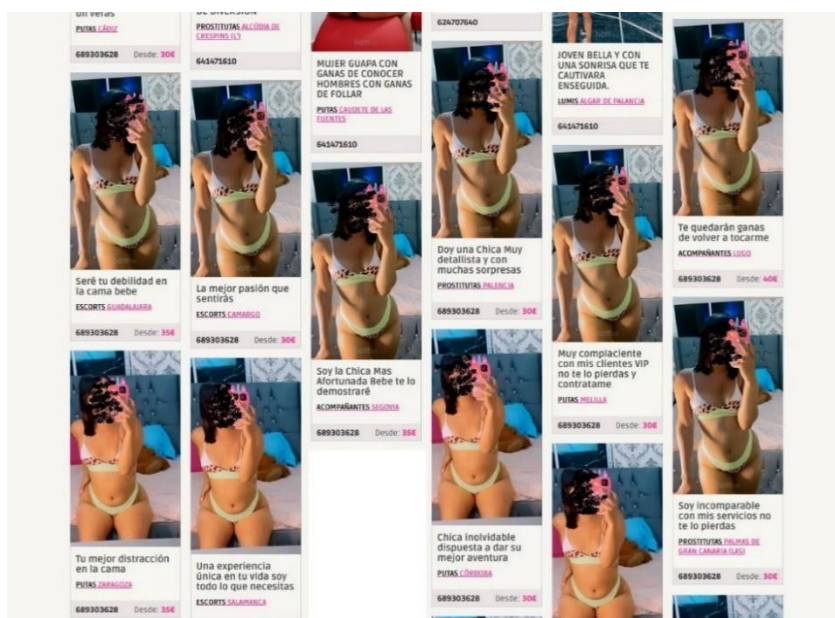 un veras
PUTAS CÁDIZ
689303628 Desde: 30€
Seré tu debilidad en
la cama bebe
ESCORTS GUADALAJARA
689303628 Desde: 35€
Tu mejor distracción
en la cama
PUTAS ZARAGOZA
689303628 Desde: 35€
DE DIVERSIÓN
PROSTITUTAS ALCÚDIA DE
CRESPINS (L')
641471610
La mejor pasión que
sentirás
ESCORTS CAMARGO
689303628 Desde: 30€
Una experiencia
única en tu vida soy
todo lo que necesitas
ESCORTS SALAMANCA
MUJER GUAPA CON
GANAS DE CONOCER
HOMBRES CON GANAS
DE FOLLAR
PUTAS CAUDETE DE LAS
FUENTES
641471610
Soy la Chica Mas
Afortunada Bebe te lo
demostraré
ACOMPAÑANTES SEGOVIA
689303628 Desde: 35€
624707640
Doy una Chica Muy
detallista y con
muchas sorpresas
PROSTITUTAS PALENCIA
689303628 Desde: 30€
Chica inolvidable
dispuesta a dar su
mejor aventura
PUTAS CÓRDOBA
689303628 Desde: 30€
JOVEN BELLA Y CON
UNA SONRISA QUE TE
CAUTIVARA
ENSEGUIDA.
LUMIS ALGAR DE PALANCIA
641471610
Muy complaciente
con mis clientes VIP
no te lo pierdas y
contratame
PUTAS MELILLA
689303628 Desde: 30€
Te quedarán ganas
de volver a tocarme
ACOMPAÑANTES LUGO
689303628 Desde: 40€
Soy incomparable
con mis servicios no
te lo pierdas
PROSTITUTAS PALMAS DE
GRAN CANARIA (LAS)
689303628 Desde: 30€